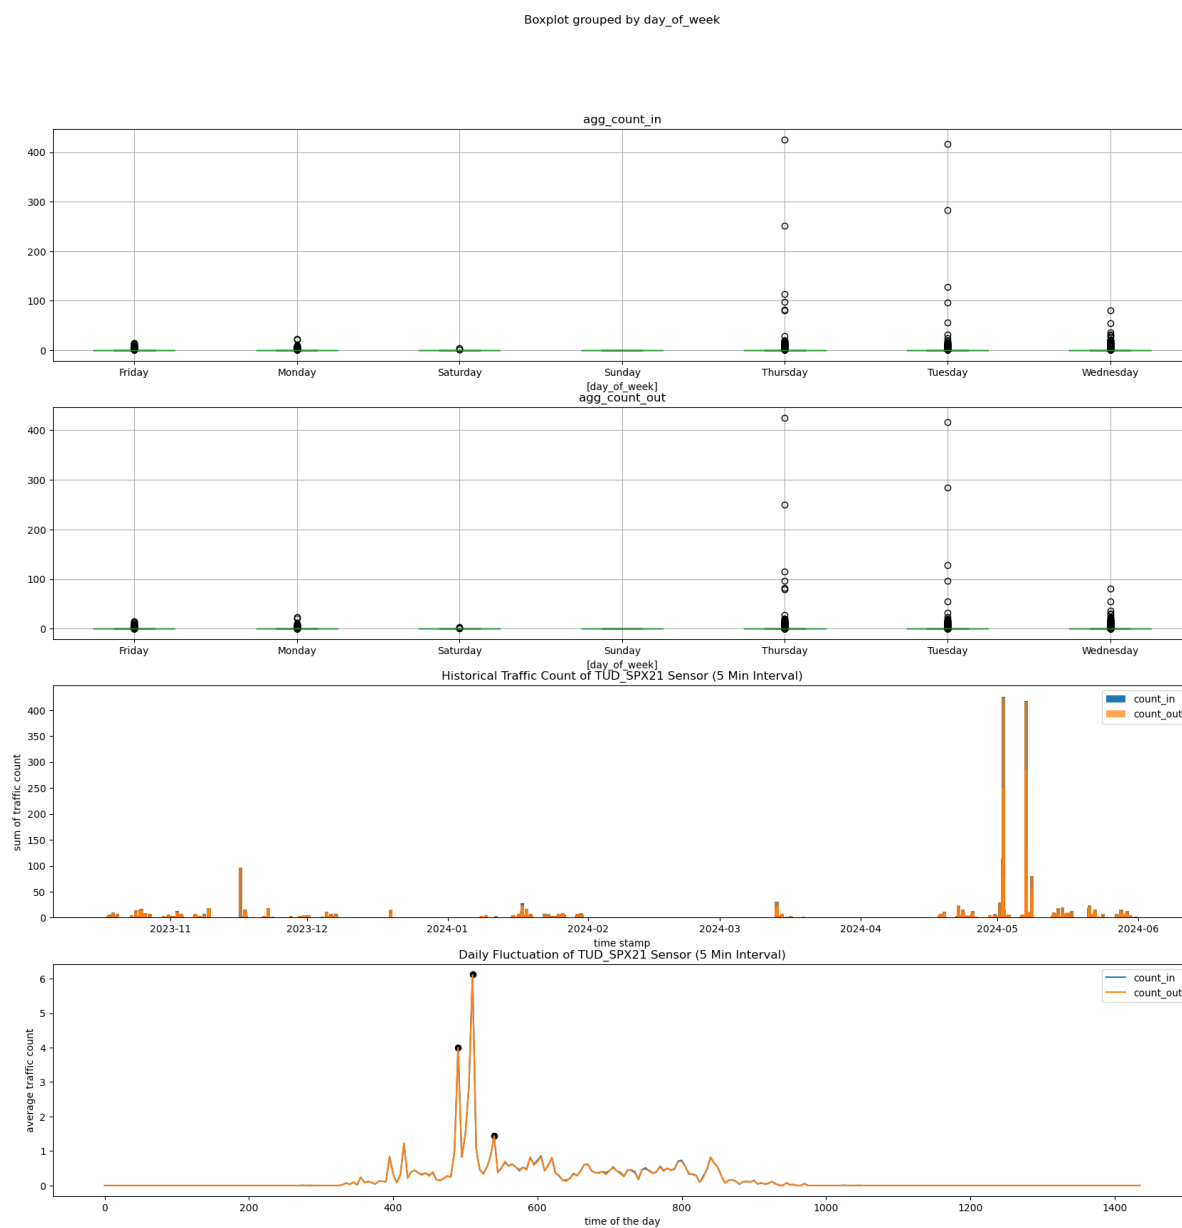 Boxplot grouped by day_of_week
agg_count_in
400
300
200
100
0
Friday Monday Saturday Sunday Thursday Tuesday Wednesday
[day_of_week]
agg_count_out
400
300
200
100
0
Friday Monday Saturday Sunday Thursday Tuesday Wednesday
[day_of_week]
Historical Traffic Count of TUD_SPX21 Sensor (5 Min Interval)
count_in
count_out
sum of traffic count
400
350
300
250
200
150
100
50
0
2023-11 2023-12 2024-01 2024-02 2024-03 2024-04 2024-05 2024-06
time stamp
Daily Fluctuation of TUD_SPX21 Sensor (5 Min Interval)
count_in
count_out
average traffic count
6
5
4
3
2
1
0
0 200 400 600 800 1000 1200 1400
time of the day